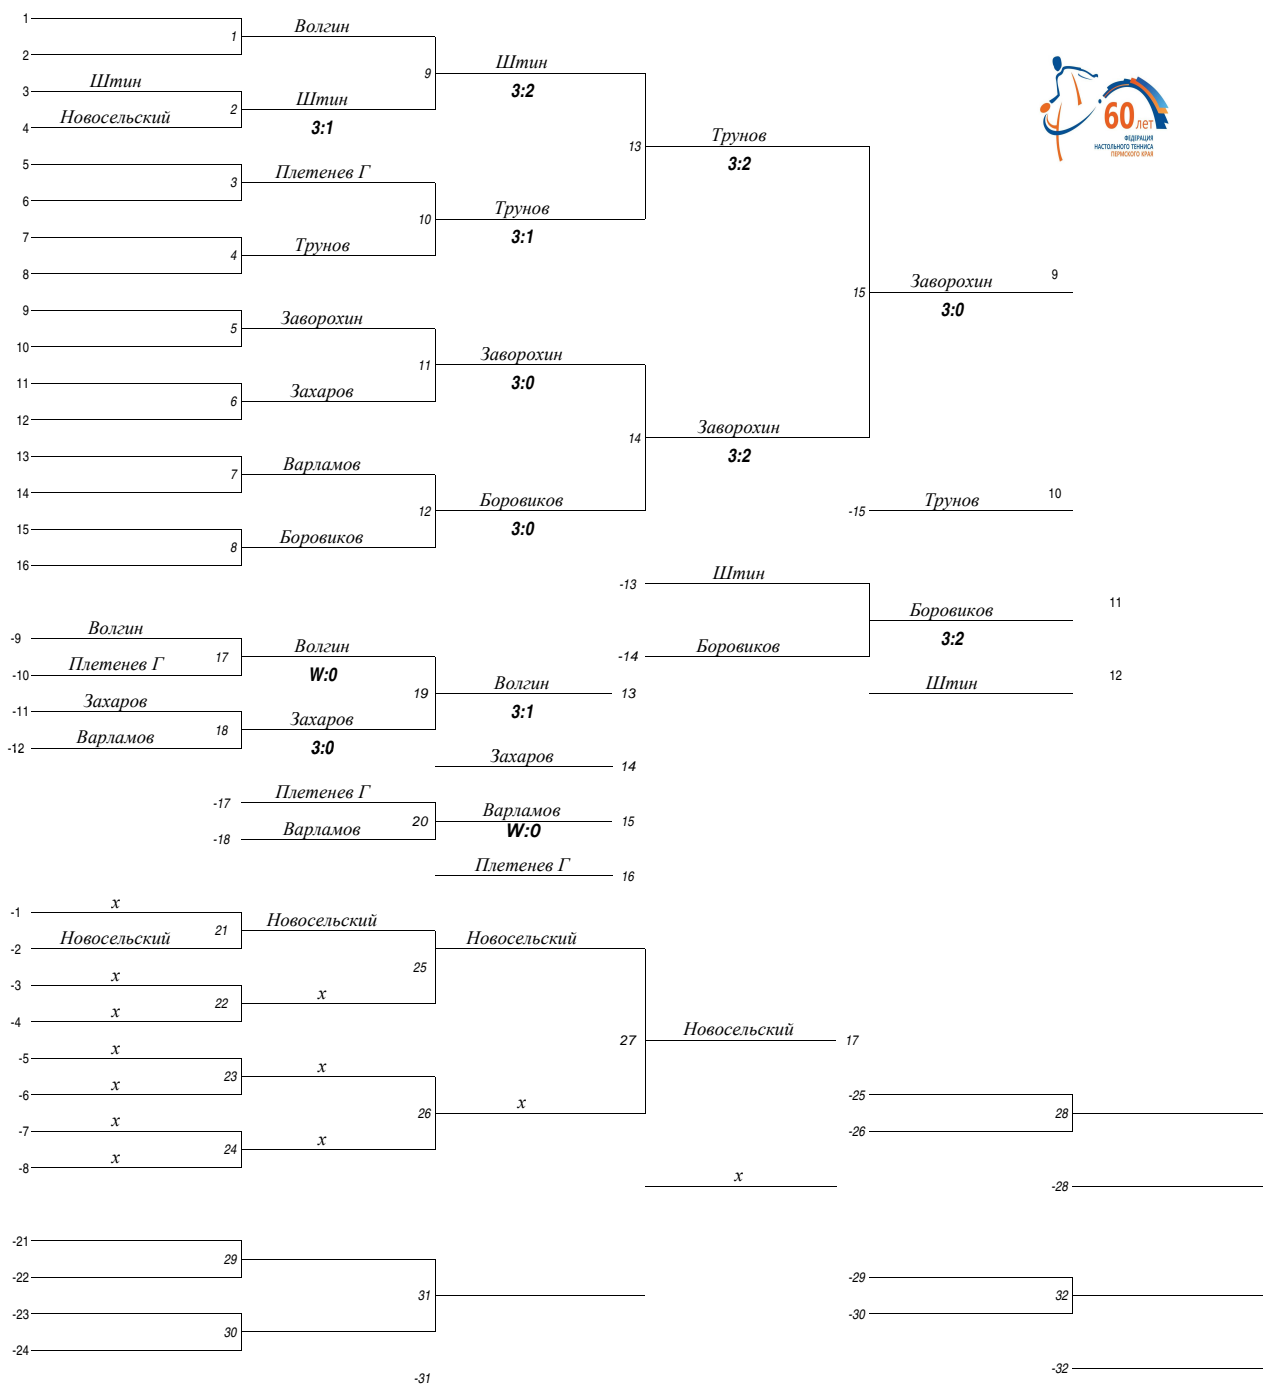 1
1 Волгин
2
9 Штин
3:2
3 Штин
2 Штин
3:1
4 Новосельский
13 Трунов
3:2
60 лет
ФЕДЕРАЦИЯ
НАСТОЛЬНОГО ТЕННИСА
ПЕРМСКОГО КРАЯ
5
3 Плетенев Г
6
10 Трунов
3:1
7
4 Трунов
8
15 Заворохин 9
3:0
9
5 Заворохин
10
11 Заворохин
3:0
11
6 Захаров
12
14 Заворохин
3:2
13
7 Варламов
14
12 Боровиков
3:0
-15 Трунов 10
15
8 Боровиков
16
-13 Штин
Боровиков 11
3:2
-14 Боровиков
Штин 12
-9 Волгин
17 Волгин
W:0
-10 Плетенев Г
19 Волгин 13
3:1
-11 Захаров
18 Захаров
3:0
-12 Варламов
Захаров 14
-17 Плетенев Г
20 Варламов 15
W:0
-18 Варламов
Плетенев Г 16
-1 х
21 Новосельский
-2 Новосельский
25 Новосельский
-3 х
22 х
-4 х
27 Новосельский 17
-5 х
23 х
-6 х
26 х
-7 х
24 х
-8 х
х
-25
28
-26
-28
-21
29
-22
31
-23
30
-24
-31
-29
32
-30
-32